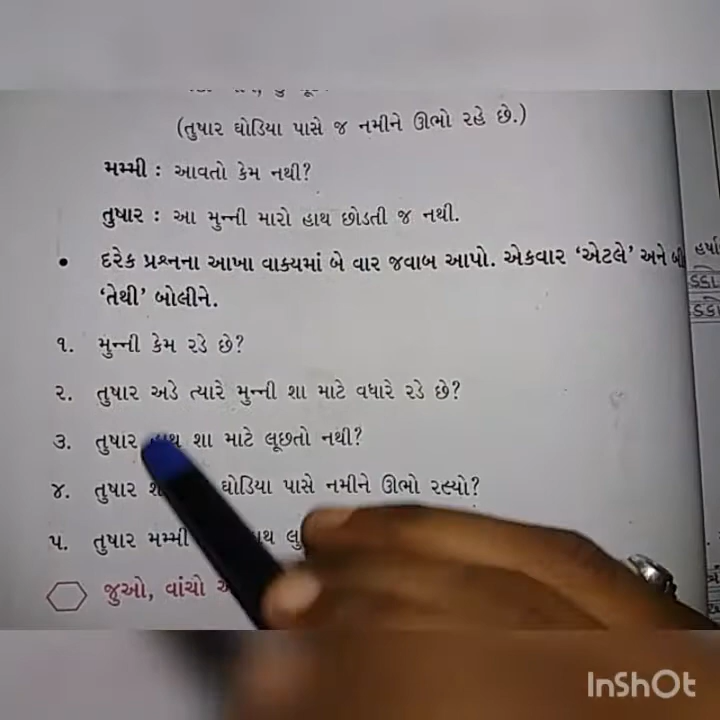 (તુષાર ઘોડિયા પાસે જ નમીને ઊભો રહે છે.)
મમ્મી : આવતો કેમ નથી?
તુષાર : આ મુન્ની મારો હાથ છોડતી જ નથી.
• દરેક પ્રશ્નના આખા વાક્યમાં બે વાર જવાબ આપો. એકવાર ‘એટલે’ અને બી
‘તેથી’ બોલીને.
૧. મુન્ની કેમ રડે છે?
૨. તુષાર અડે ત્યારે મુન્ની શા માટે વધારે રડે છે?
૩. તુષાર હાથ શા માટે લૂછતો નથી?
૪. તુષાર ઘોડિયા પાસે નમીને ઊભો રહ્યો?
૫. તુષાર મમ્મી
જુઓ, વાંચો
હર્ષા
InShOt